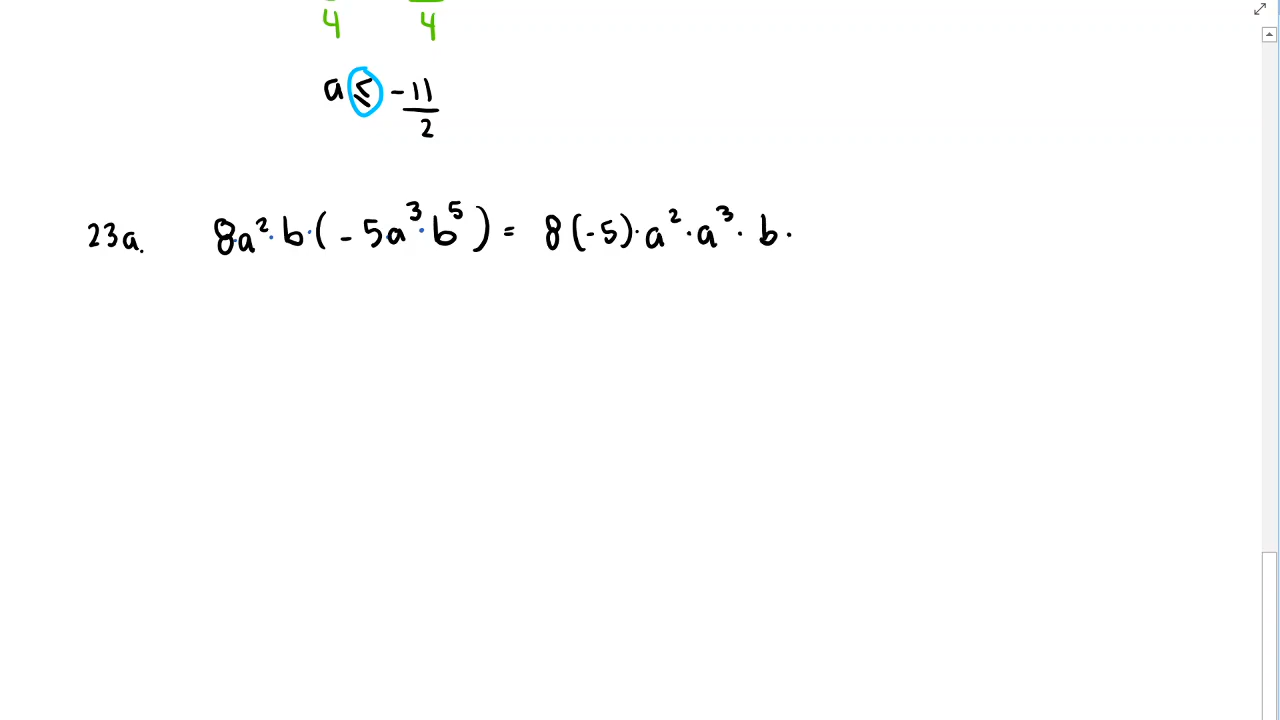 4 4
a ≤ -11/2
23a. 8a² · b · (-5a³ · b⁵) = 8(-5) · a² · a³ · b ·